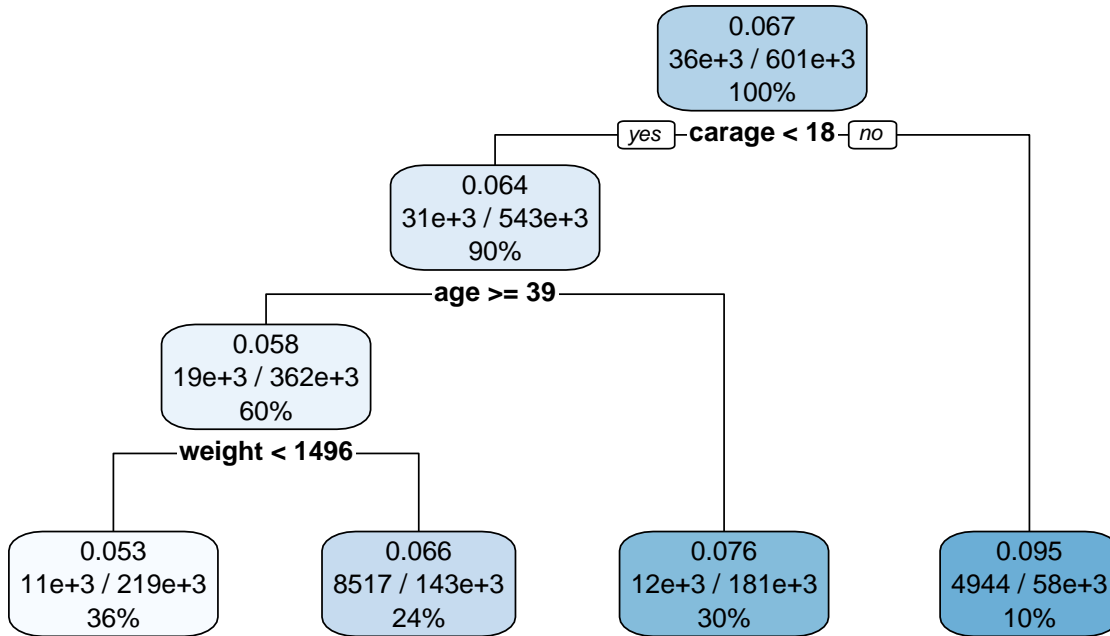 0.067
36e+3 / 601e+3
100%
yes carage < 18 no
0.064
31e+3 / 543e+3
90%
age >= 39
0.058
19e+3 / 362e+3
60%
weight < 1496
0.053
11e+3 / 219e+3
36%
0.066
8517 / 143e+3
24%
0.076
12e+3 / 181e+3
30%
0.095
4944 / 58e+3
10%